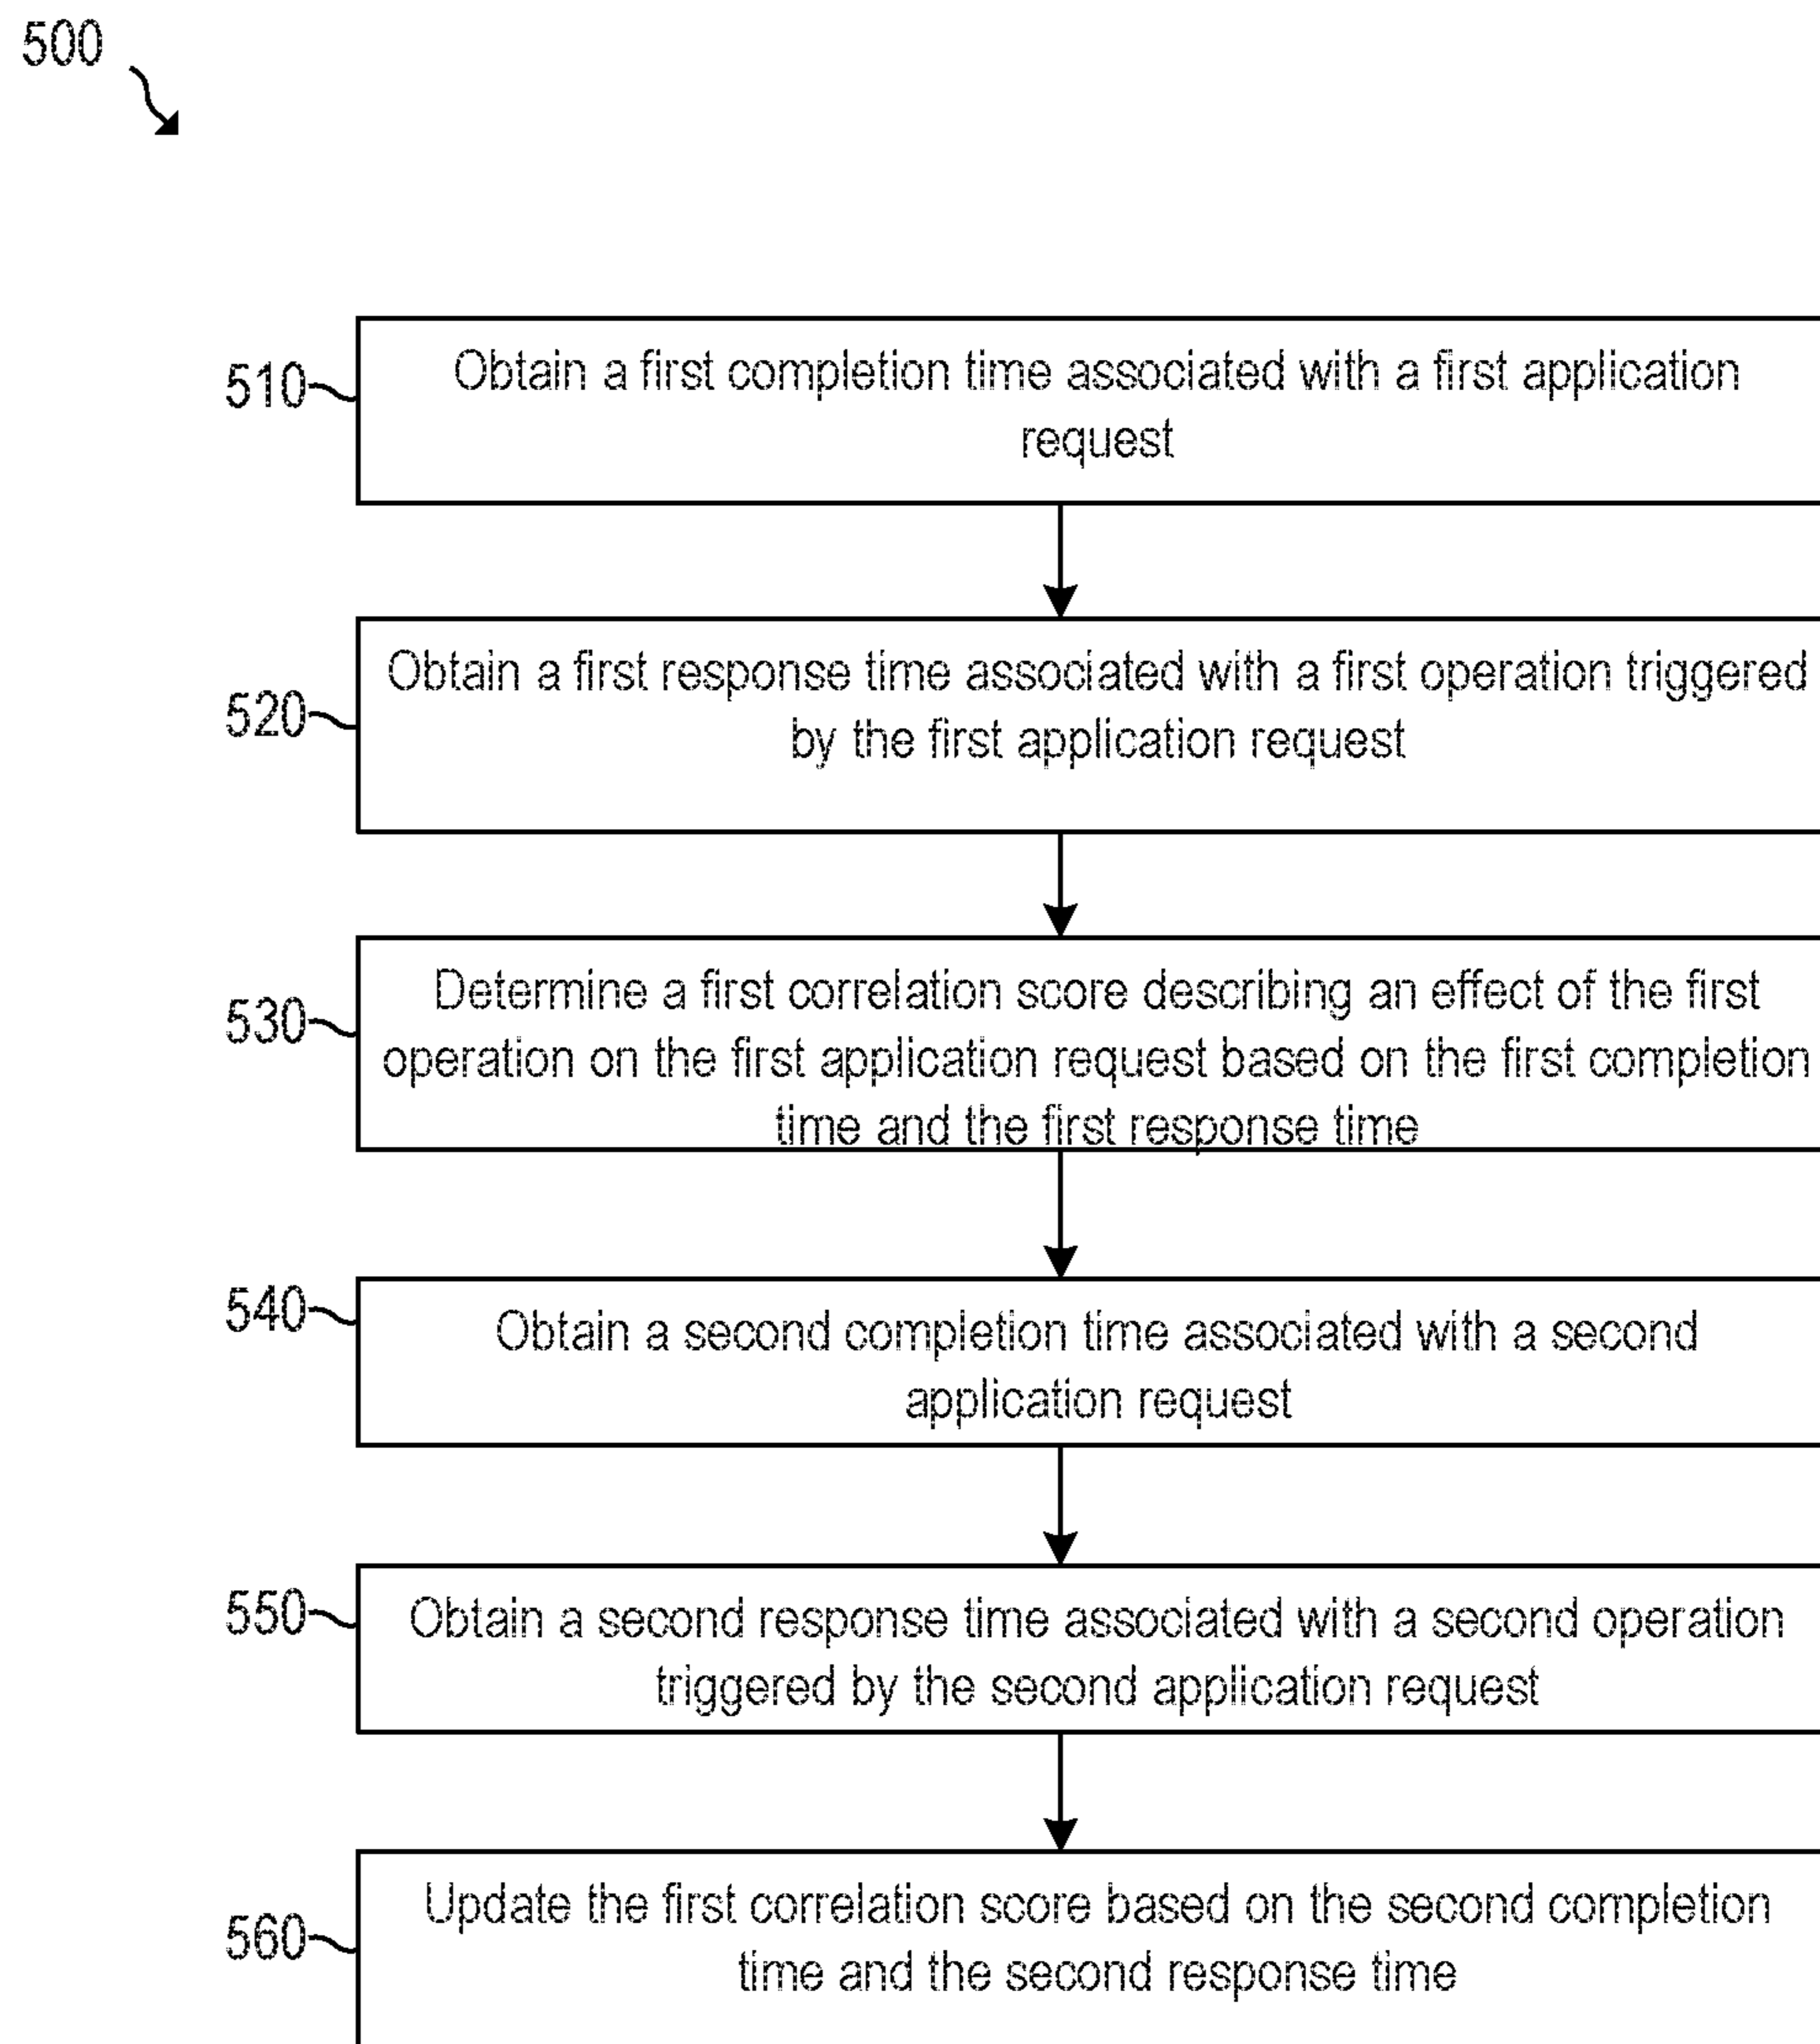 500
510
Obtain a first completion time associated with a first application
request
520
Obtain a first response time associated with a first operation triggered
by the first application request
530
Determine a first correlation score describing an effect of the first
operation on the first application request based on the first completion
time and the first response time
540
Obtain a second completion time associated with a second
application request
550
Obtain a second response time associated with a second operation
triggered by the second application request
560
Update the first correlation score based on the second completion
time and the second response time